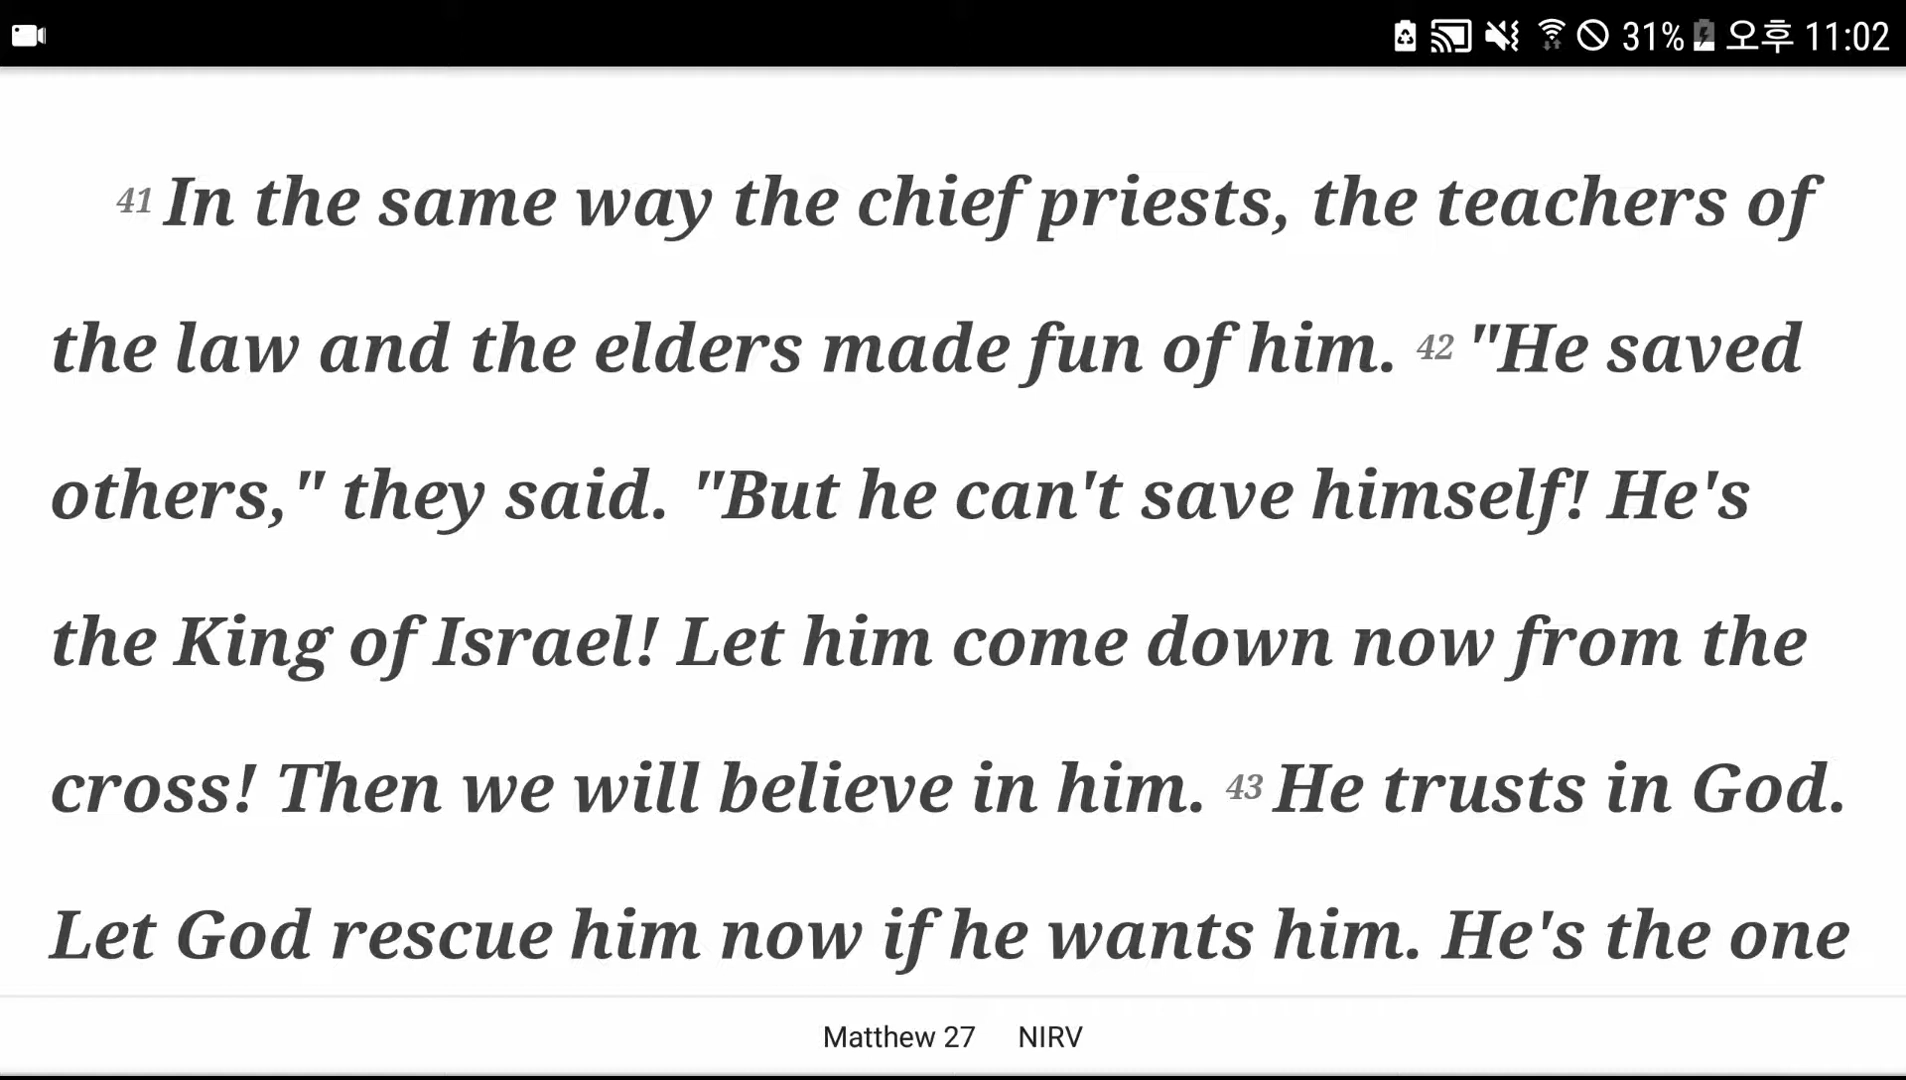 31% 오후 11:02
41 In the same way the chief priests, the teachers of
the law and the elders made fun of him. 42 "He saved
others," they said. "But he can't save himself! He's
the King of Israel! Let him come down now from the
cross! Then we will believe in him. 43 He trusts in God.
Let God rescue him now if he wants him. He's the one
Matthew 27 NIRV